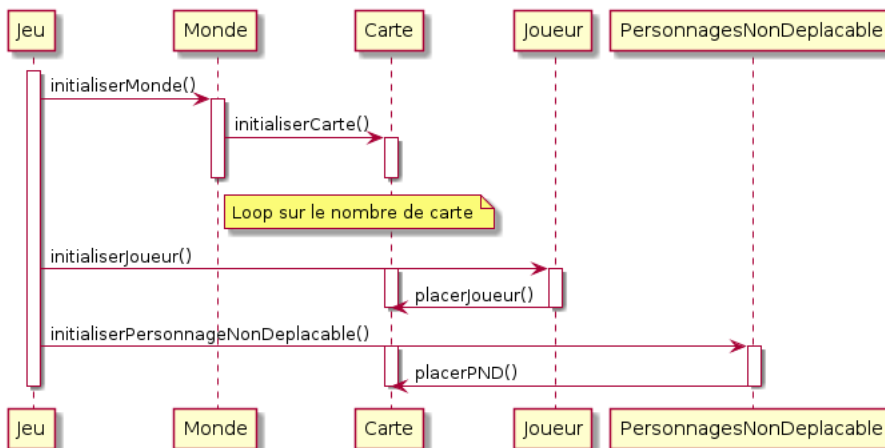 Jeu Monde Carte Joueur PersonnagesNonDeplacable
initialiserMonde()
initialiserCarte()
Loop sur le nombre de carte
initialiserJoueur()
placerJoueur()
initialiserPersonnageNonDeplacable()
placerPND()
Jeu Monde Carte Joueur PersonnagesNonDeplacable